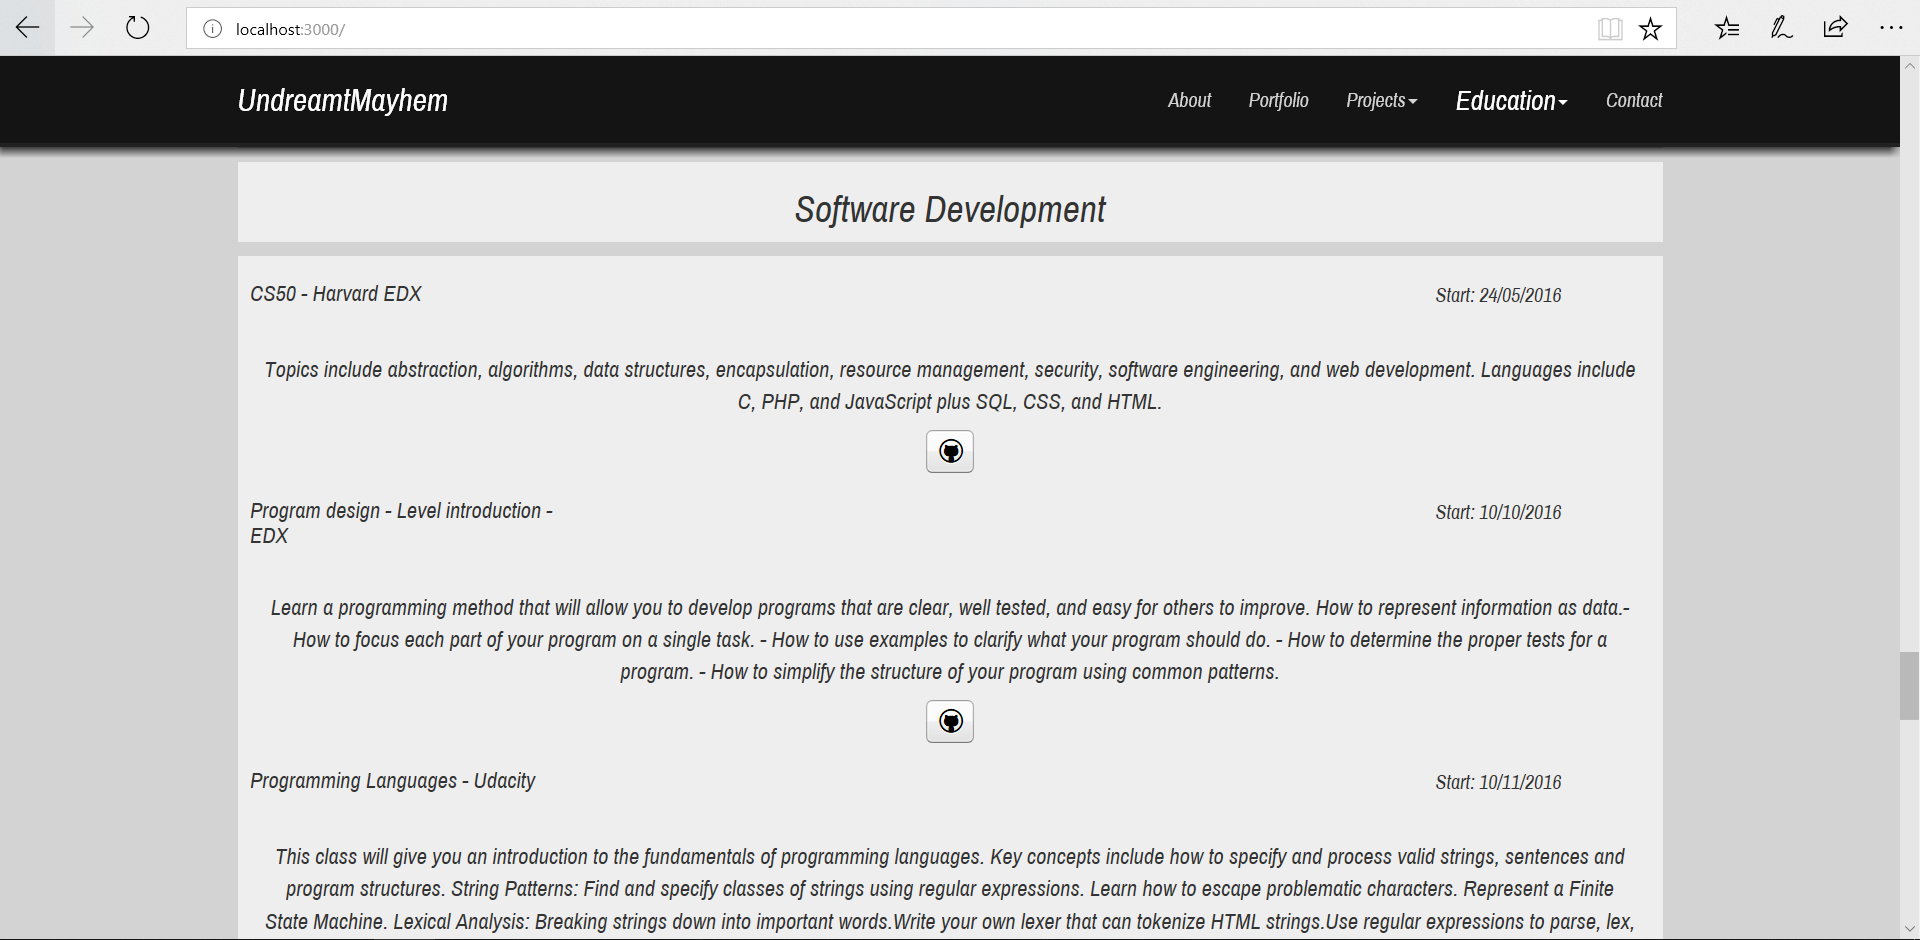 localhost:3000/
UndreamtMayhem
About Portfolio Projects Education Contact
Software Development
CS50 - Harvard EDX
Start: 24/05/2016
Topics include abstraction, algorithms, data structures, encapsulation, resource management, security, software engineering, and web development. Languages include
C, PHP, and JavaScript plus SQL, CSS, and HTML.
Program design - Level introduction -
EDX
Start: 10/10/2016
Learn a programming method that will allow you to develop programs that are clear, well tested, and easy for others to improve. How to represent information as data.-
How to focus each part of your program on a single task. - How to use examples to clarify what your program should do. - How to determine the proper tests for a
program. - How to simplify the structure of your program using common patterns.
Programming Languages - Udacity
Start: 10/11/2016
This class will give you an introduction to the fundamentals of programming languages. Key concepts include how to specify and process valid strings, sentences and
program structures. String Patterns: Find and specify classes of strings using regular expressions. Learn how to escape problematic characters. Represent a Finite
State Machine. Lexical Analysis: Breaking strings down into important words.Write your own lexer that can tokenize HTML strings.Use regular expressions to parse, lex,